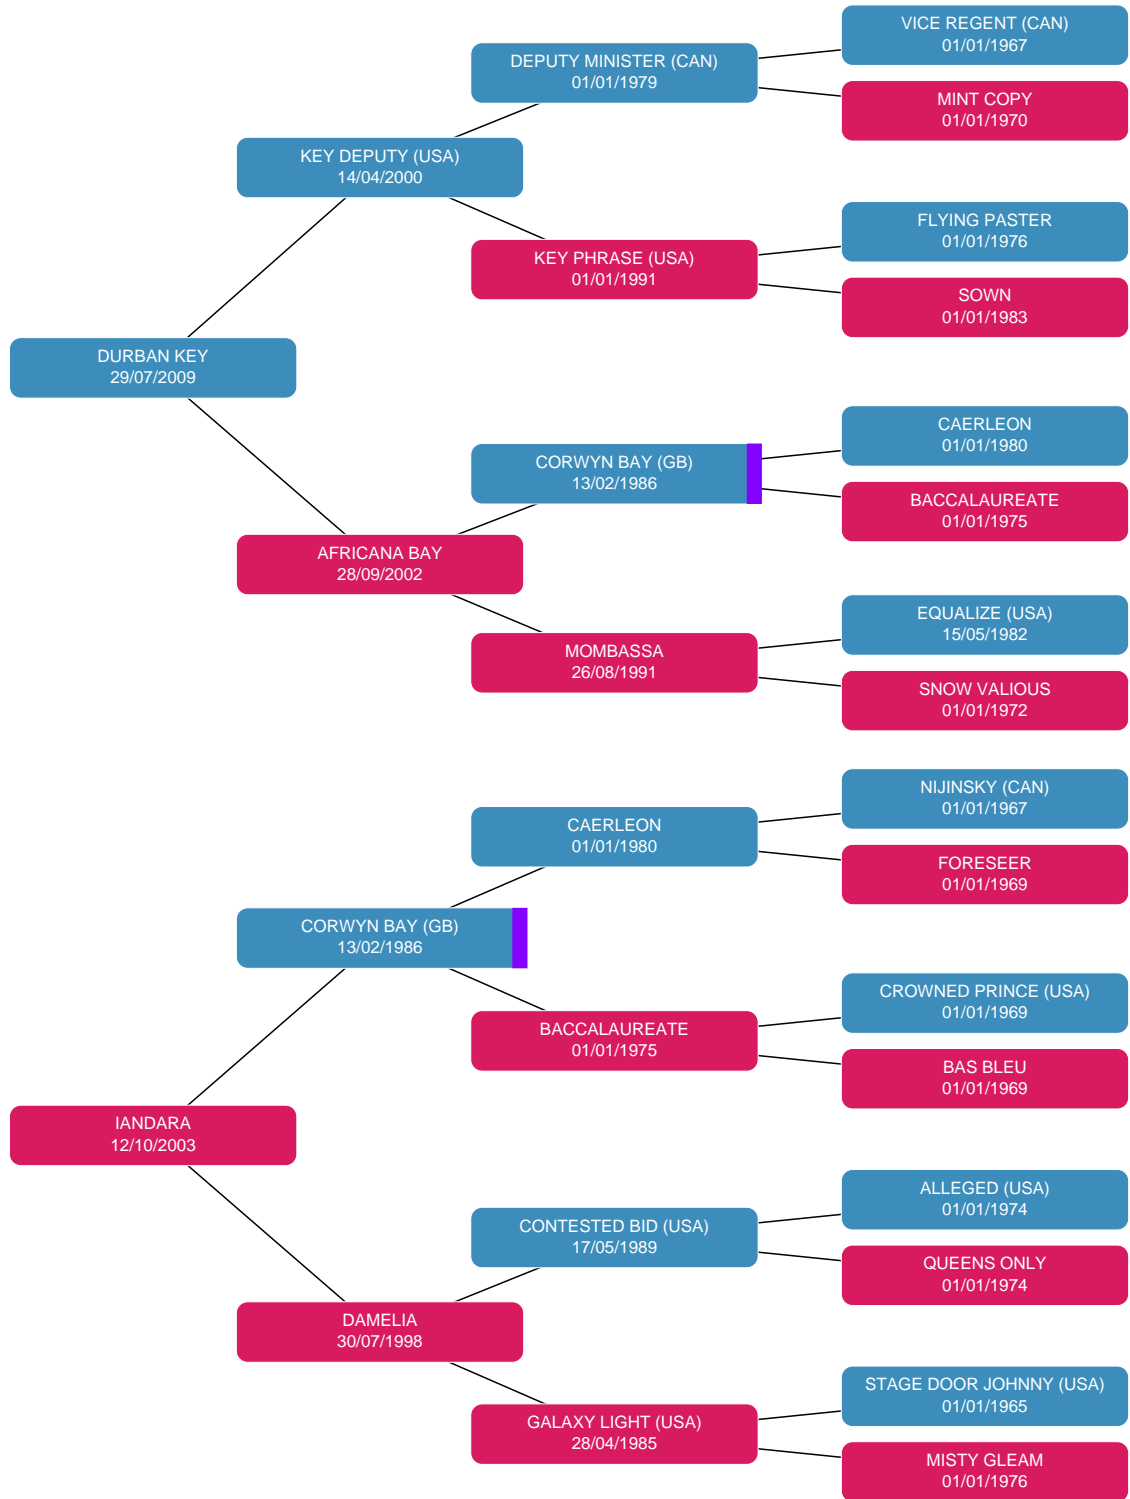 VICE REGENT (CAN)
01/01/1967
DEPUTY MINISTER (CAN)
01/01/1979
MINT COPY
01/01/1970
KEY DEPUTY (USA)
14/04/2000
FLYING PASTER
01/01/1976
KEY PHRASE (USA)
01/01/1991
SOWN
01/01/1983
DURBAN KEY
29/07/2009
CAERLEON
01/01/1980
CORWYN BAY (GB)
13/02/1986
BACCALAUREATE
01/01/1975
AFRICANA BAY
28/09/2002
EQUALIZE (USA)
15/05/1982
MOMBASSA
26/08/1991
SNOW VALIOUS
01/01/1972
NIJINSKY (CAN)
01/01/1967
CAERLEON
01/01/1980
FORESEER
01/01/1969
CORWYN BAY (GB)
13/02/1986
CROWNED PRINCE (USA)
01/01/1969
BACCALAUREATE
01/01/1975
BAS BLEU
01/01/1969
IANDARA
12/10/2003
ALLEGED (USA)
01/01/1974
CONTESTED BID (USA)
17/05/1989
QUEENS ONLY
01/01/1974
DAMELIA
30/07/1998
STAGE DOOR JOHNNY (USA)
01/01/1965
GALAXY LIGHT (USA)
28/04/1985
MISTY GLEAM
01/01/1976